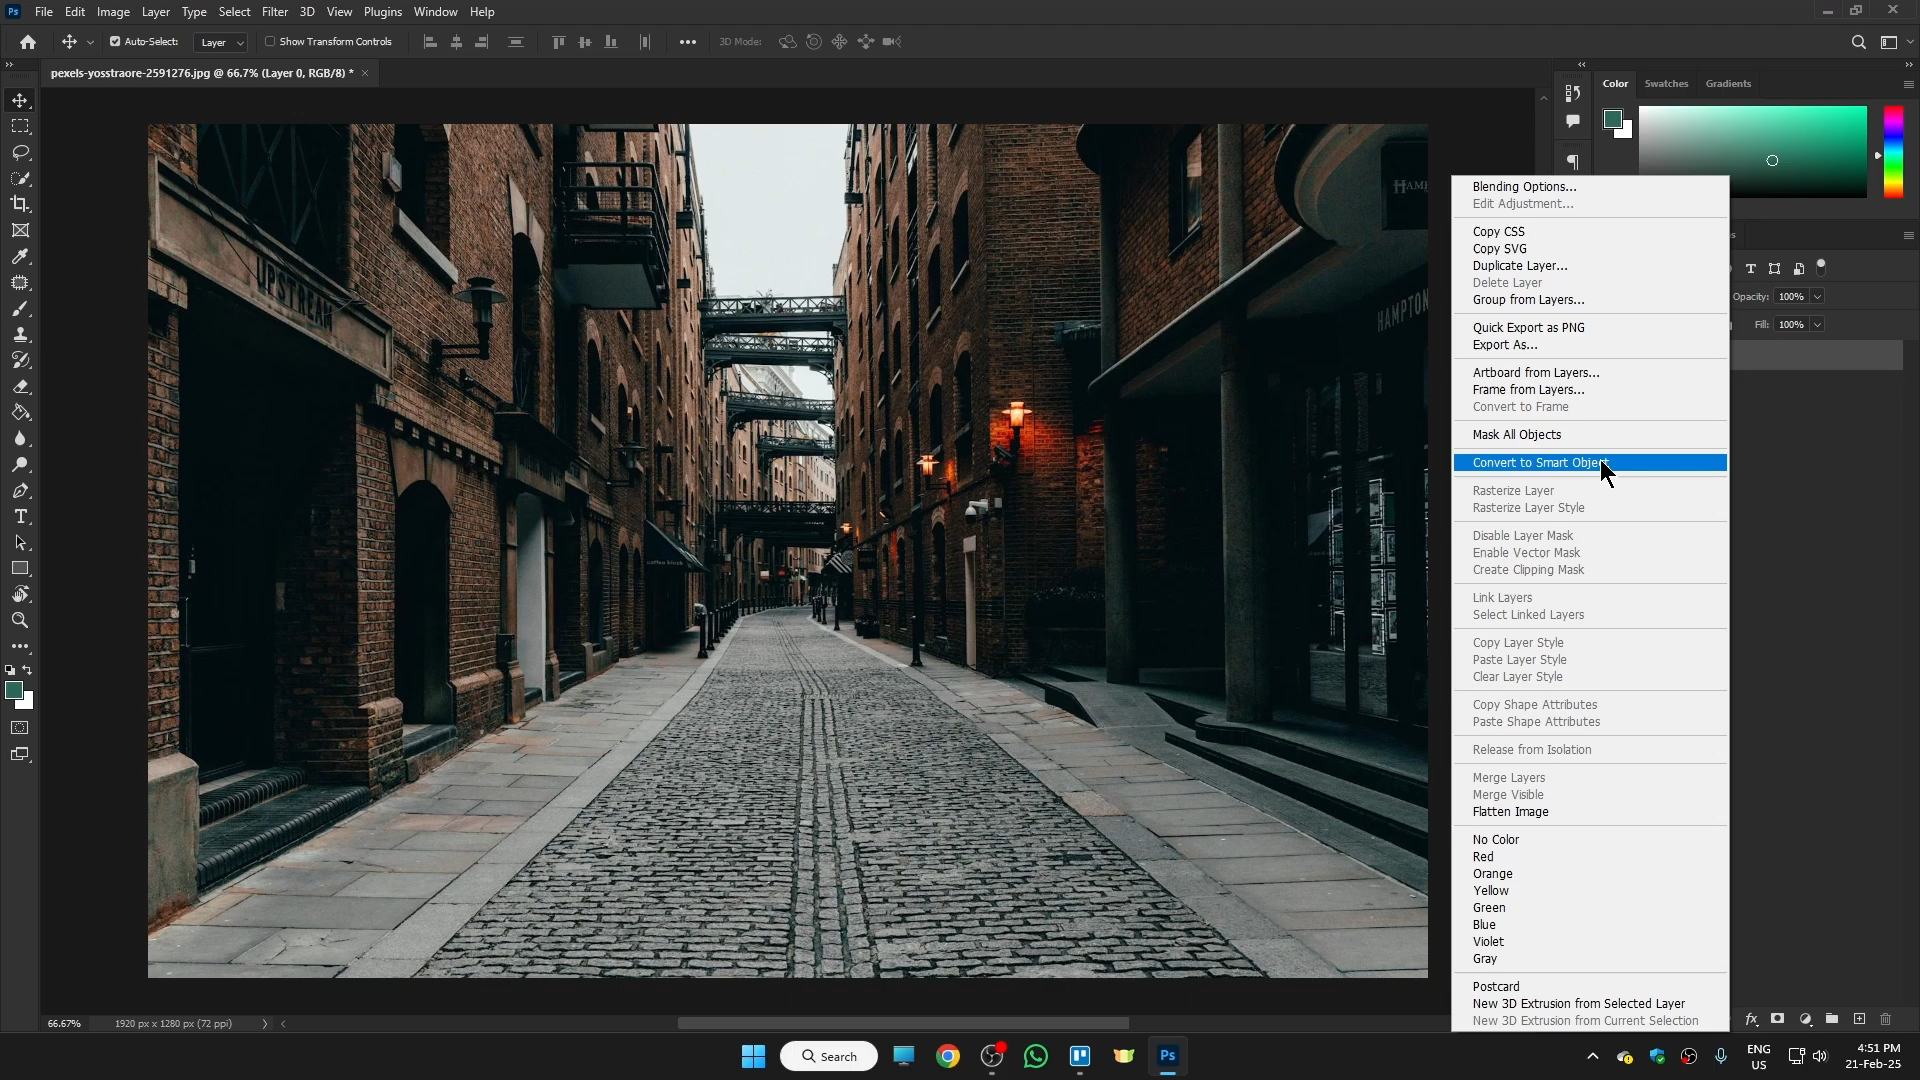 Ps File Edit Image Layer Type Select Filter 3D View Plugins Window Help
Auto-Select: Layer Show Transform Controls 3D Mode:
pexels-yosstraore-2591276.jpg @ 66.7% (Layer 0, RGB/8) *
Color Swatches Gradients
Opacity: 100%
Fill: 100%
UPSTREAM
coffee block
HAMP
HAMPTON
Blending Options...
Edit Adjustment...
Copy CSS
Copy SVG
Duplicate Layer...
Delete Layer
Group from Layers...
Quick Export as PNG
Export As...
Artboard from Layers...
Frame from Layers...
Convert to Frame
Mask All Objects
Convert to Smart Object
Rasterize Layer
Rasterize Layer Style
Disable Layer Mask
Enable Vector Mask
Create Clipping Mask
Link Layers
Select Linked Layers
Copy Layer Style
Paste Layer Style
Clear Layer Style
Copy Shape Attributes
Paste Shape Attributes
Release from Isolation
Merge Layers
Merge Visible
Flatten Image
No Color
Red
Orange
Yellow
Green
Blue
Violet
Gray
Postcard
New 3D Extrusion from Selected Layer
New 3D Extrusion from Current Selection
66.67% 1920 px x 1280 px (72 ppi)
fx
Search
Ps
ENG
US
4:51 PM
21-Feb-25